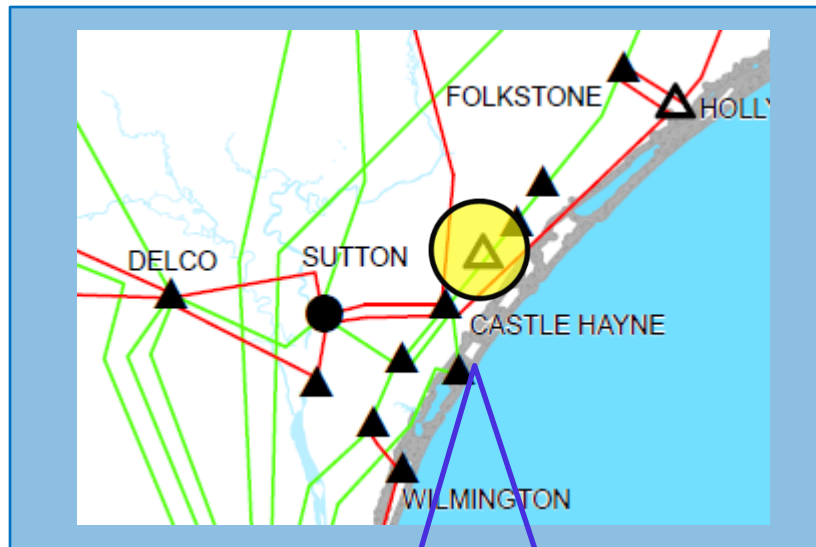 FOLKSTONE
HOLLY
DELCO
SUTTON
CASTLE HAYNE
WILMINGTON